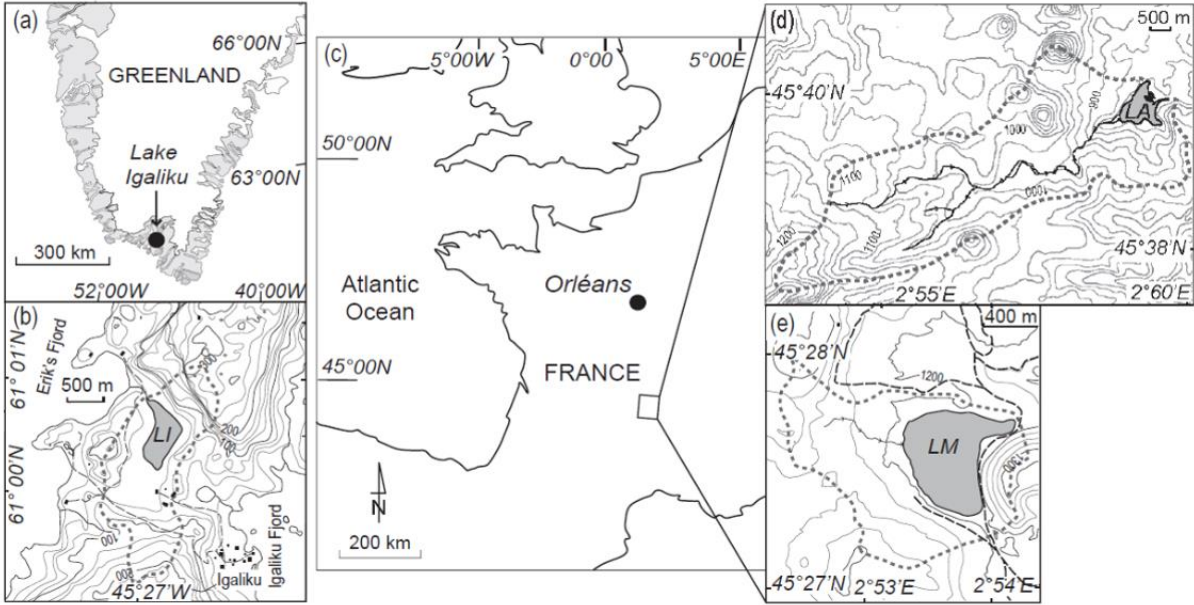 (a)
66°00N
GREENLAND
Lake
Igaliku
63°00N
300 km
52°00W
40°00W
(b)
61° 01'N
Erik's Fjord
500 m
200
LI
200
100
61° 00'N
100
200
Igaliku
Igaliku Fjord
45°27'W
(c)
5°00W
0°00
5°00E
50°00N
Atlantic
Ocean
Orléans
45°00N
FRANCE
N
200 km
(d)
500 m
45°40'N
900
LA
1000
1100
1200
1100
45°38'N
2°55'E
2°60'E
(e)
400 m
45°28'N
1200
LM
1300
45°27'N
2°53'E
2°54'E